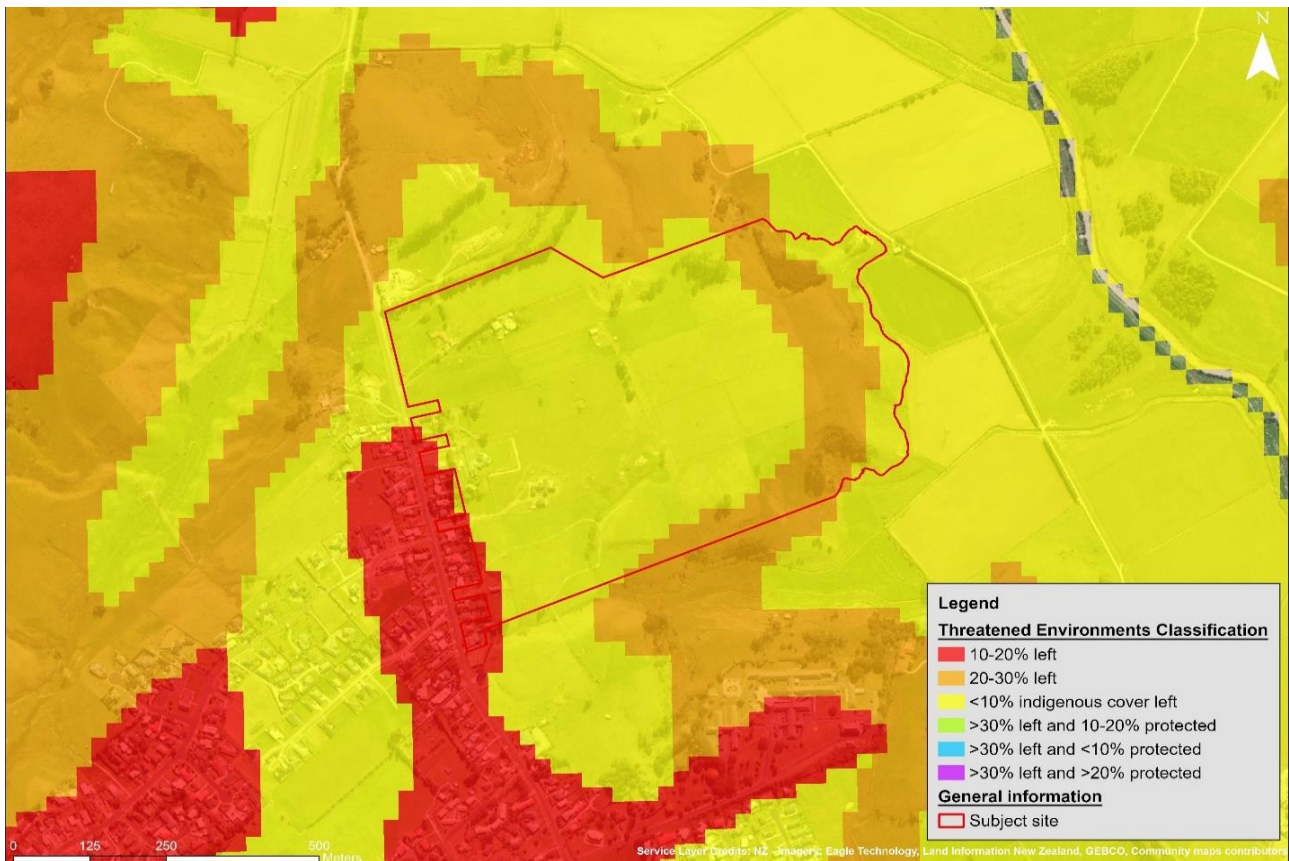 N
Legend
Threatened Environments Classification
10-20% left
20-30% left
<10% indigenous cover left
>30% left and 10-20% protected
>30% left and <10% protected
>30% left and >20% protected
General information
Subject site
0 125 250 500
Meters
Service Layer Credits: NZ - Imagery: Eagle Technology, Land Information New Zealand, GEBCO, Community maps contributors